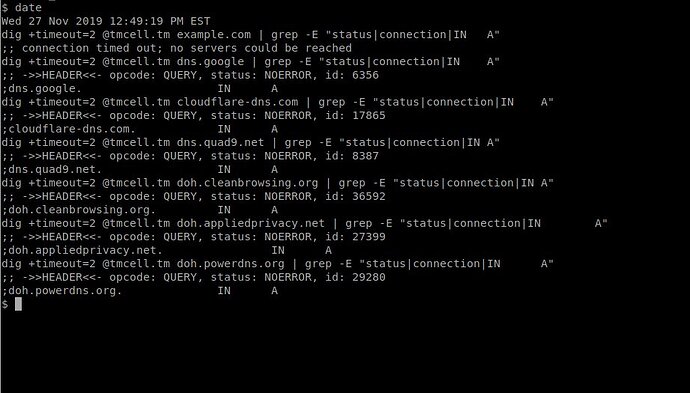 $ date
Wed 27 Nov 2019 12:49:19 PM EST
dig +timeout=2 @tmcell.tm example.com | grep -E "status|connection|IN   A"
;; connection timed out; no servers could be reached
dig +timeout=2 @tmcell.tm dns.google | grep -E "status|connection|IN    A"
;; ->>HEADER<<- opcode: QUERY, status: NOERROR, id: 6356
;dns.google.                    IN      A
dig +timeout=2 @tmcell.tm cloudflare-dns.com | grep -E "status|connection|IN    A"
;; ->>HEADER<<- opcode: QUERY, status: NOERROR, id: 17865
;cloudflare-dns.com.            IN      A
dig +timeout=2 @tmcell.tm dns.quad9.net | grep -E "status|connection|IN A"
;; ->>HEADER<<- opcode: QUERY, status: NOERROR, id: 8387
;dns.quad9.net.                 IN      A
dig +timeout=2 @tmcell.tm doh.cleanbrowsing.org | grep -E "status|connection|IN A"
;; ->>HEADER<<- opcode: QUERY, status: NOERROR, id: 36592
;doh.cleanbrowsing.org.         IN      A
dig +timeout=2 @tmcell.tm doh.appliedprivacy.net | grep -E "status|connection|IN        A"
;; ->>HEADER<<- opcode: QUERY, status: NOERROR, id: 27399
;doh.appliedprivacy.net.                IN      A
dig +timeout=2 @tmcell.tm doh.powerdns.org | grep -E "status|connection|IN      A"
;; ->>HEADER<<- opcode: QUERY, status: NOERROR, id: 29280
;doh.powerdns.org.              IN      A
$